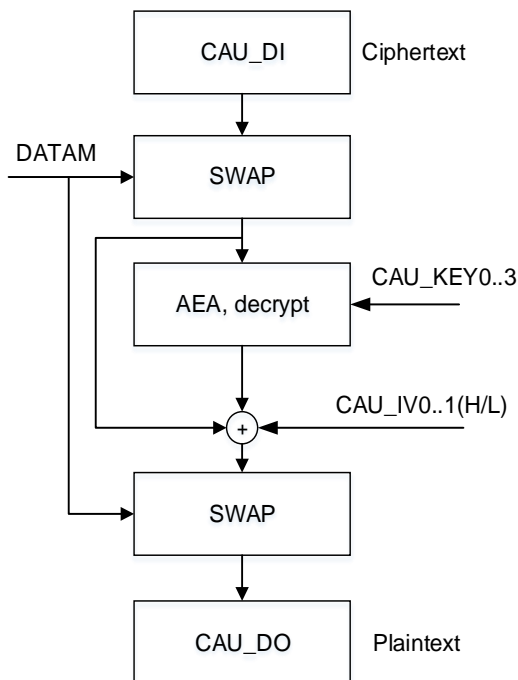 CAU_DI
Ciphertext
DATAM
SWAP
CAU_KEY0..3
AEA, decrypt
CAU_IV0..1(H/L)
+
SWAP
CAU_DO
Plaintext